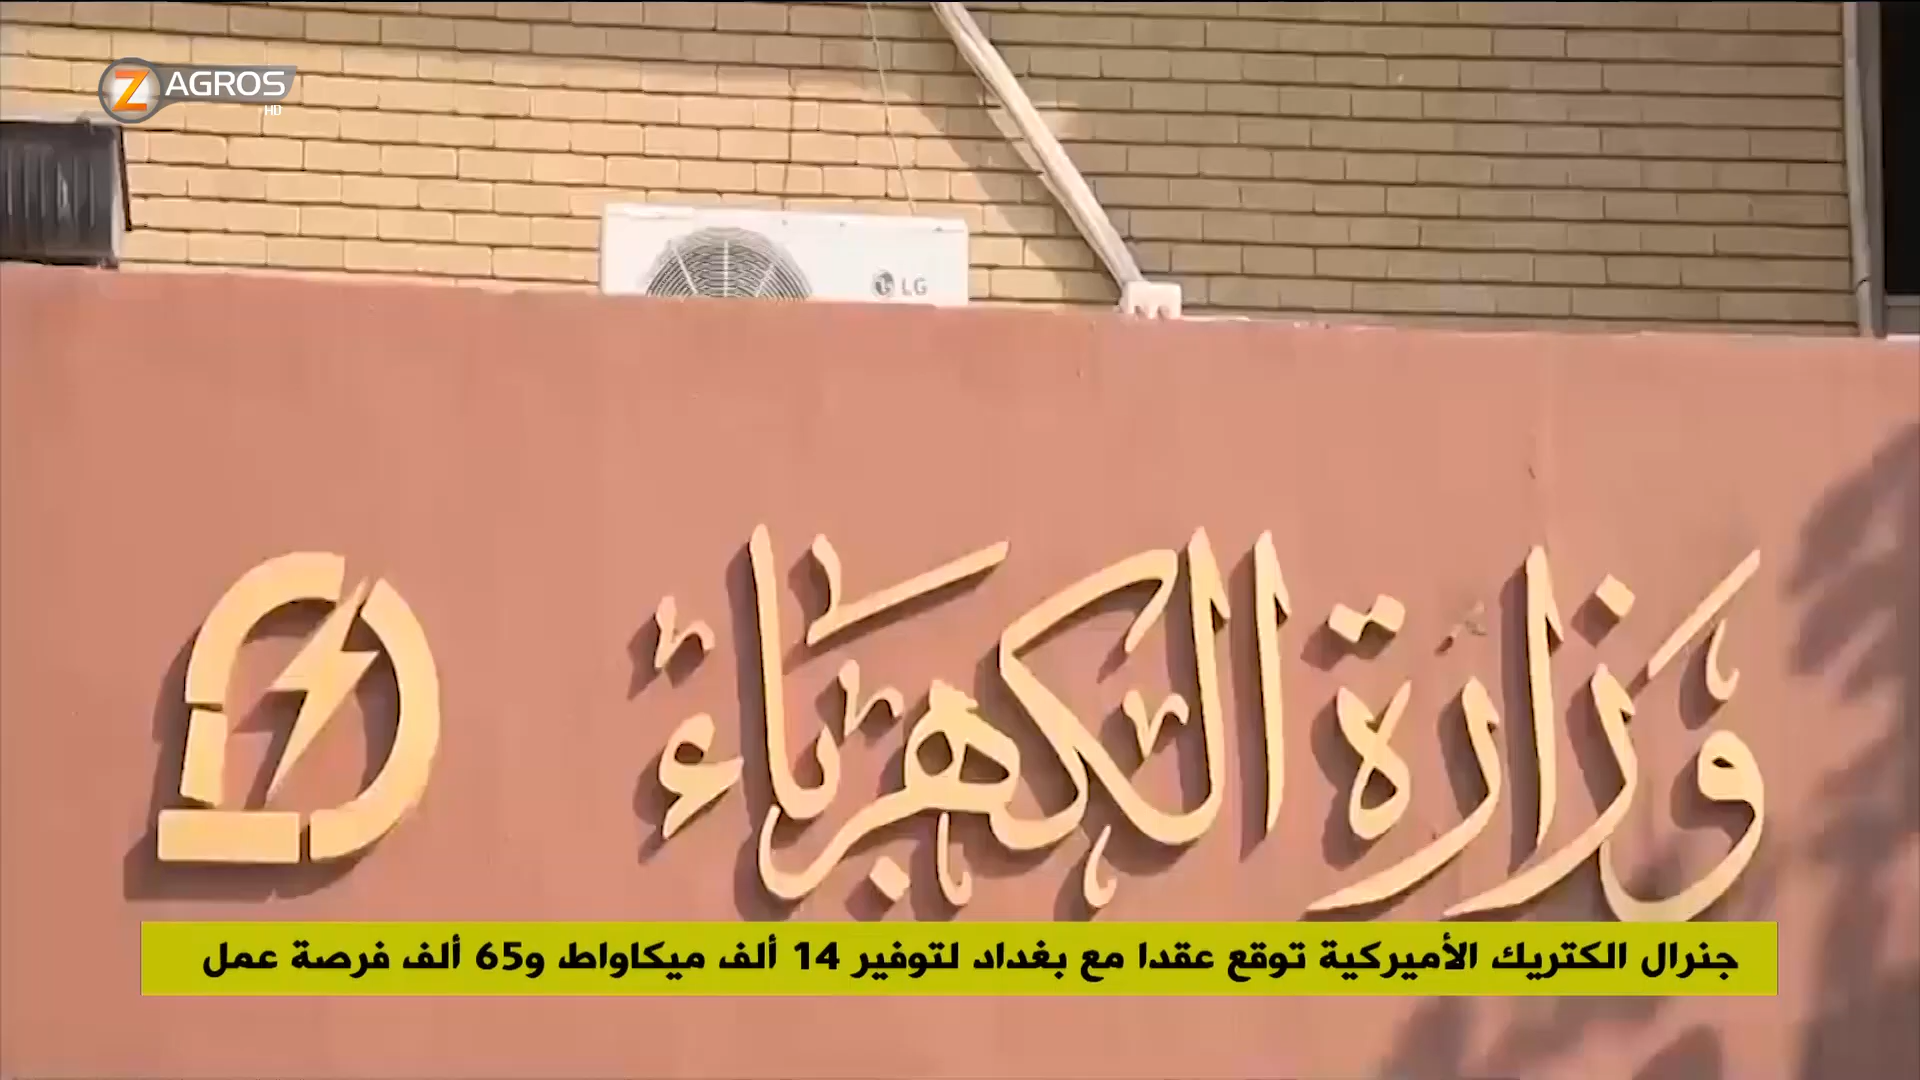 ZAGROS
HD
LG
وزارة الكهرباء
جنرال الكتريك الأميركية توقع عقدا مع بغداد لتوفير 14 ألف ميكاواط و65 ألف فرصة عمل